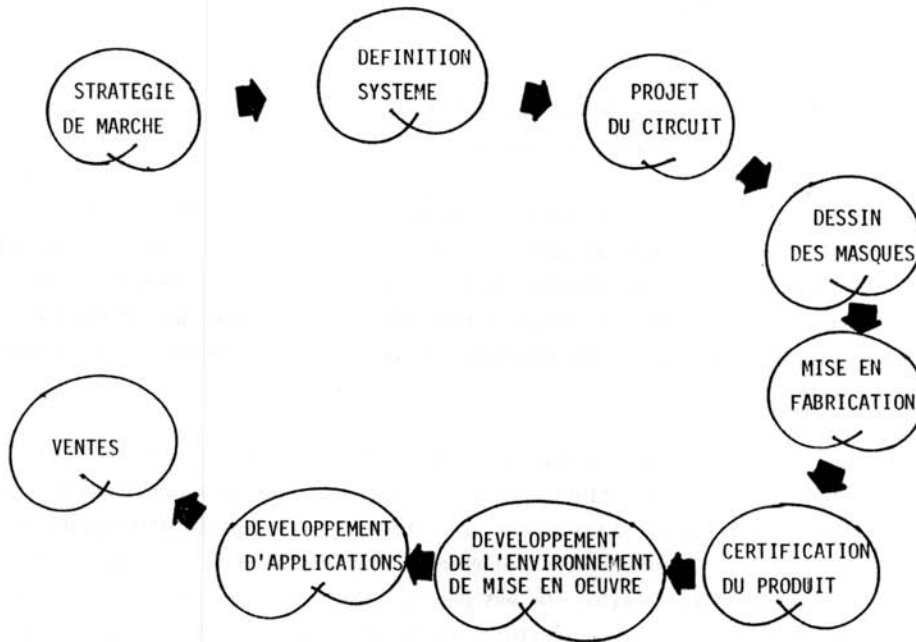 STRATEGIE
DE MARCHE
DEFINITION
SYSTEME
PROJET
DU CIRCUIT
DESSIN
DES MASQUES
MISE EN
FABRICATION
CERTIFICATION
DU PRODUIT
DEVELOPPEMENT
DE L'ENVIRONNEMENT
DE MISE EN OEUVRE
DEVELOPPEMENT
D'APPLICATIONS
VENTES